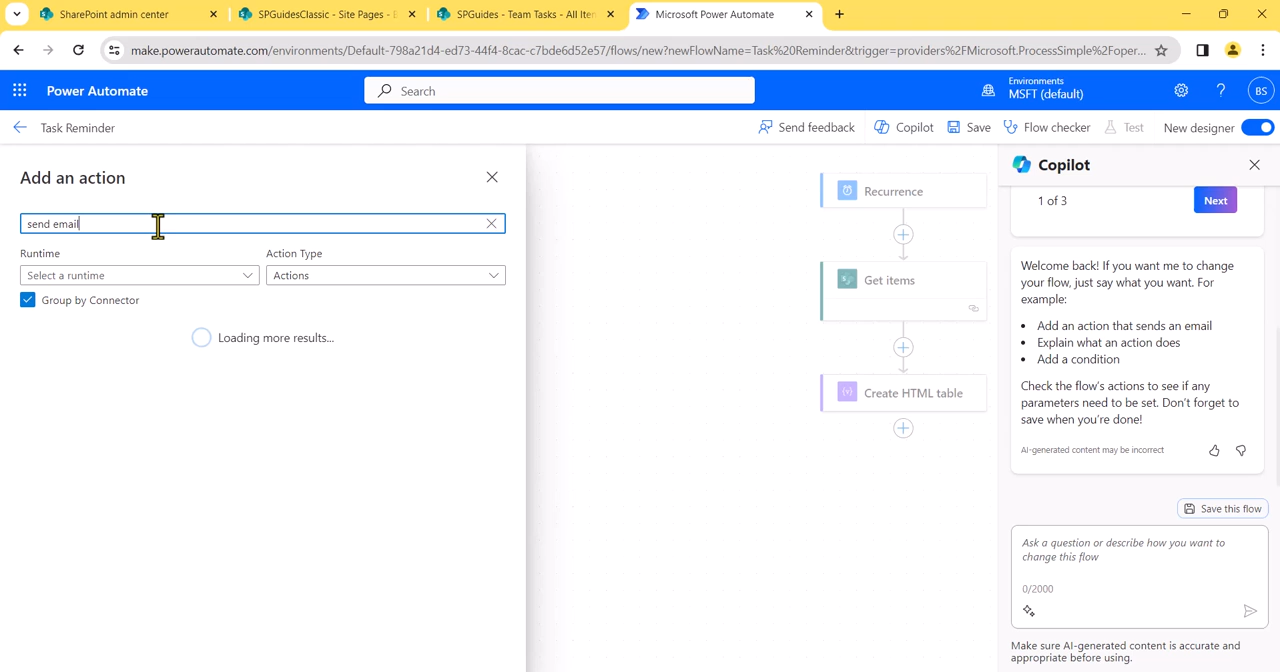 SharePoint admin center
SPGuidesClassic - Site Pages -
SPGuides - Team Tasks - All Iter
Microsoft Power Automate
make.powerautomate.com/environments/Default-798a21d4-ed73-44f4-8cac-c7bde6d52e57/flows/new?newFlowName=Task%20Reminder&trigger=providers%2FMicrosoft.ProcessSimple%2Foper...
Power Automate
Search
Environments
MSFT (default)
BS
Task Reminder
Send feedback
Copilot
Save
Flow checker
Test
New designer
Add an action
send email
Runtime
Action Type
Select a runtime
Actions
Group by Connector
Loading more results...
Recurrence
Get items
Create HTML table
Copilot
1 of 3
Next
Welcome back! If you want me to change
your flow, just say what you want. For
example:
• Add an action that sends an email
• Explain what an action does
• Add a condition
Check the flow's actions to see if any
parameters need to be set. Don't forget to
save when you're done!
AI-generated content may be incorrect
Save this flow
Ask a question or describe how you want to
change this flow
0/2000
Make sure AI-generated content is accurate and
appropriate before using.